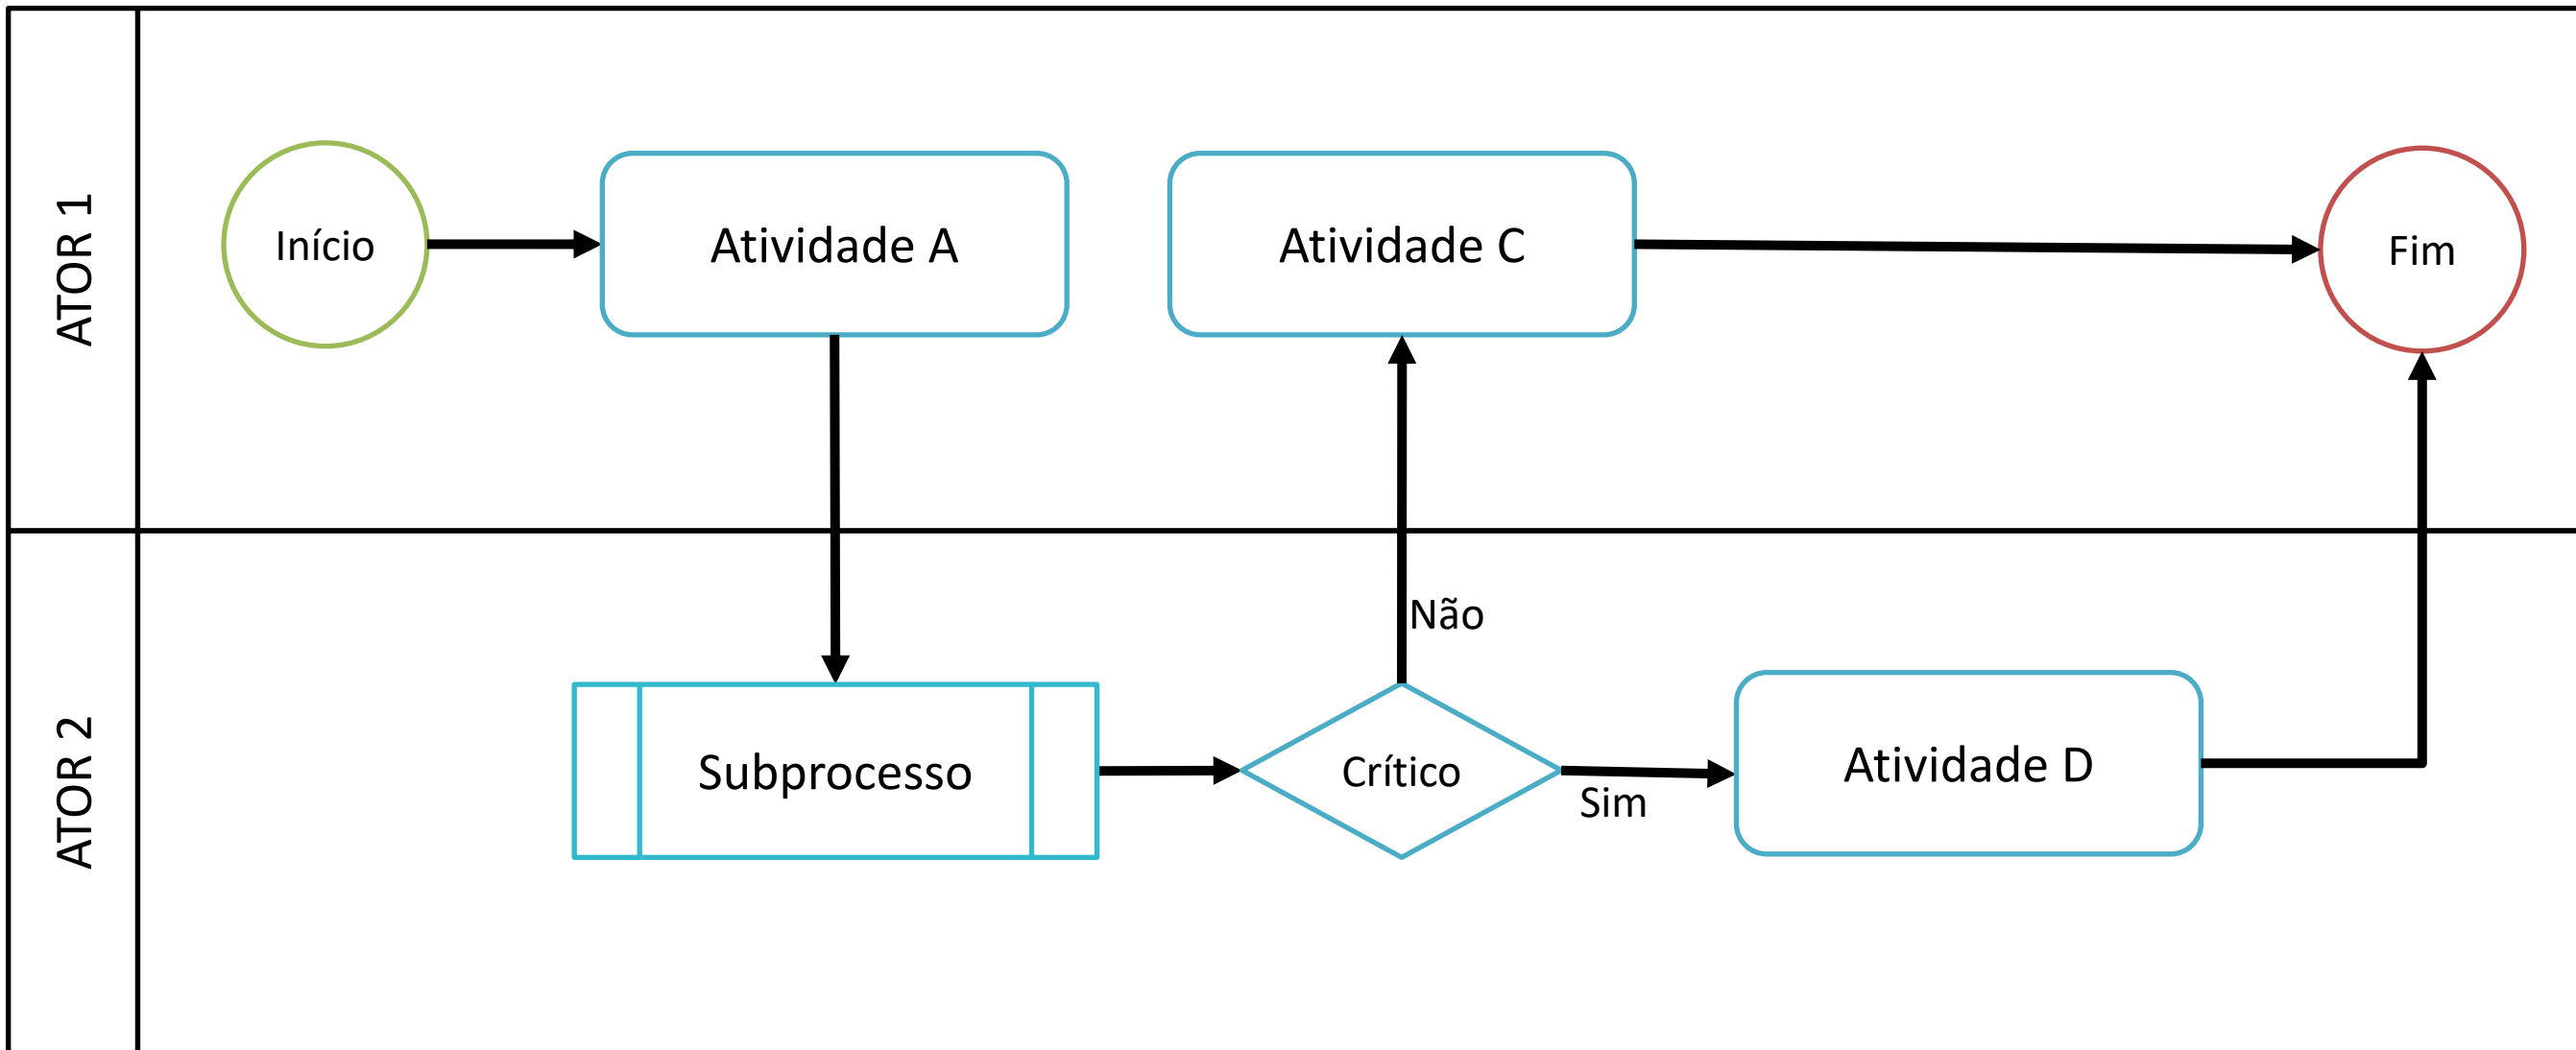 ATOR 1
Início
Atividade A
Atividade C
Fim
ATOR 2
Não
Subprocesso
Crítico
Sim
Atividade D